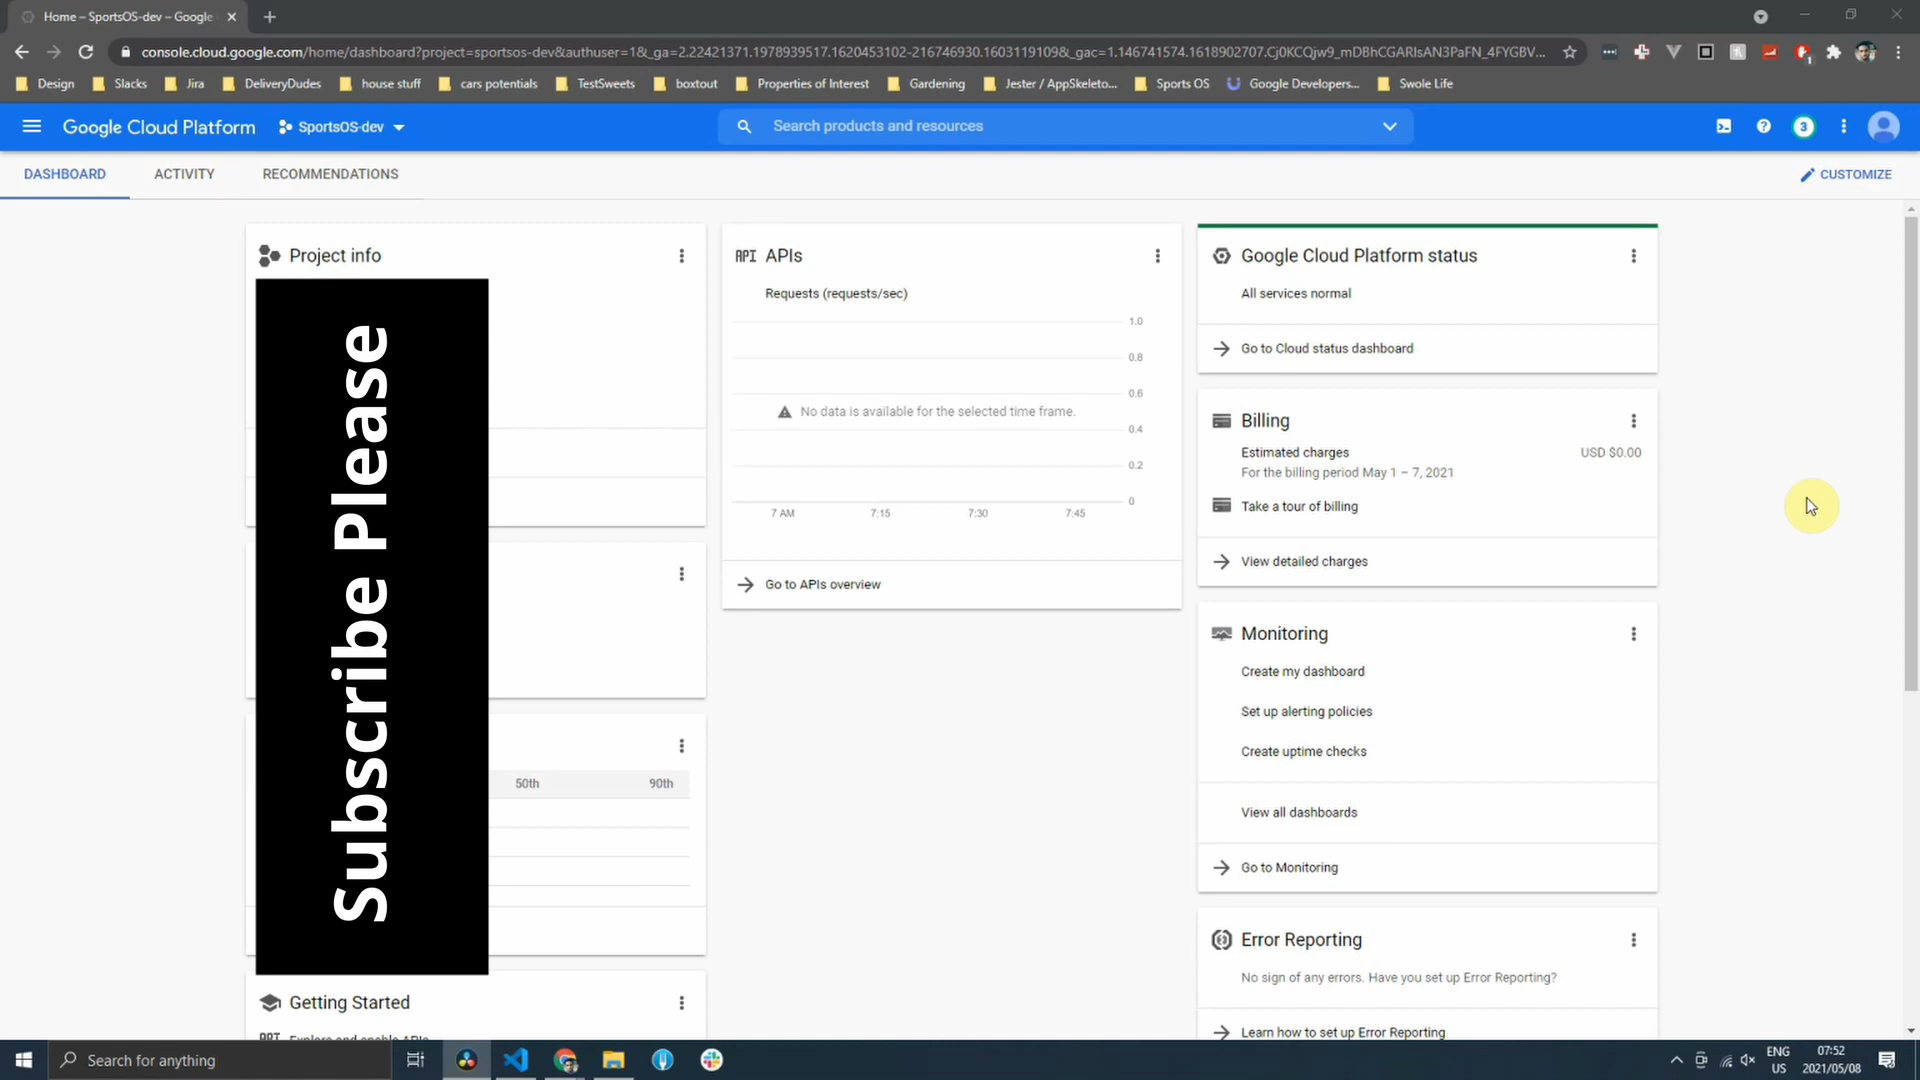 Home – SportsOS-dev – Google
console.cloud.google.com/home/dashboard?project=sportsos-dev&authuser=1&_ga=2.22421371.1978939517.1620453102-216746930.1603119109&_gac=1.146741574.1618902707.Cj0KCQjw9_mDBhCGARIsAN3PaFN_4FYGBV...
Design Slacks Jira DeliveryDudes house stuff cars potentials TestSweets boxtout Properties of Interest Gardening Jester / AppSkeleto... Sports OS Google Developers... Swole Life
Google Cloud Platform SportsOS-dev Search products and resources 3
DASHBOARD ACTIVITY RECOMMENDATIONS CUSTOMIZE
Project info
Subscribe Please
50th 90th
Getting Started
API Explore and enable APIs
API APIs
Requests (requests/sec)
1.0
0.8
0.6
No data is available for the selected time frame.
0.4
0.2
0
7 AM 7:15 7:30 7:45
Go to APIs overview
Google Cloud Platform status
All services normal
Go to Cloud status dashboard
Billing
Estimated charges USD $0.00
For the billing period May 1 – 7, 2021
Take a tour of billing
View detailed charges
Monitoring
Create my dashboard
Set up alerting policies
Create uptime checks
View all dashboards
Go to Monitoring
Error Reporting
No sign of any errors. Have you set up Error Reporting?
Learn how to set up Error Reporting
Search for anything
ENG
US
07:52
2021/05/08